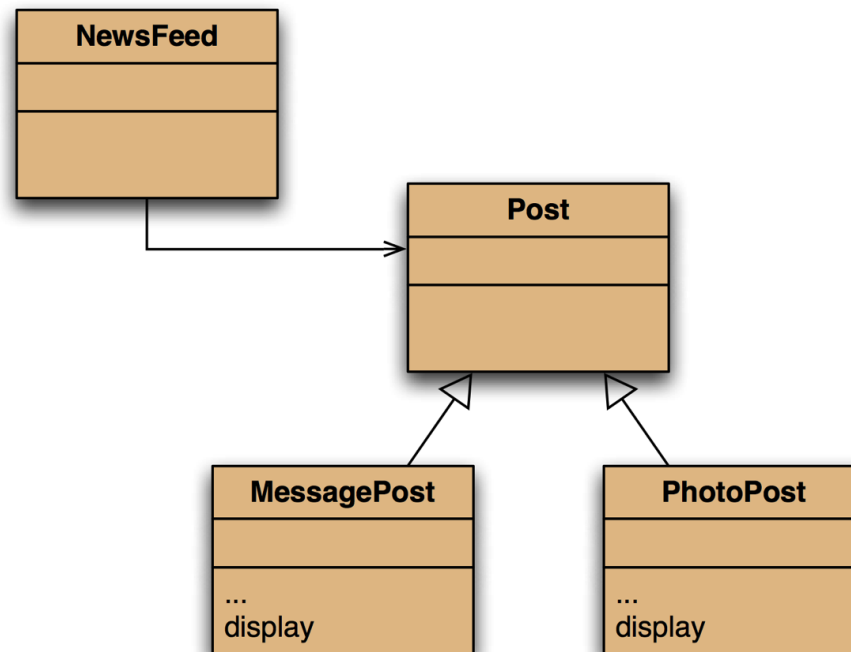 NewsFeed
Post
MessagePost
...
display
PhotoPost
...
display